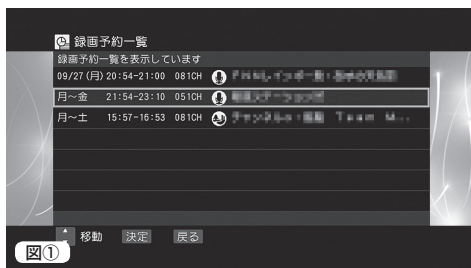 録画予約一覧
録画予約一覧を表示しています
09/27(月)20:54-21:00 081CH
月~金 21:54-23:10 051CH
月~土 15:57-16:53 081CH Team M...
移動 決定 戻る
図①